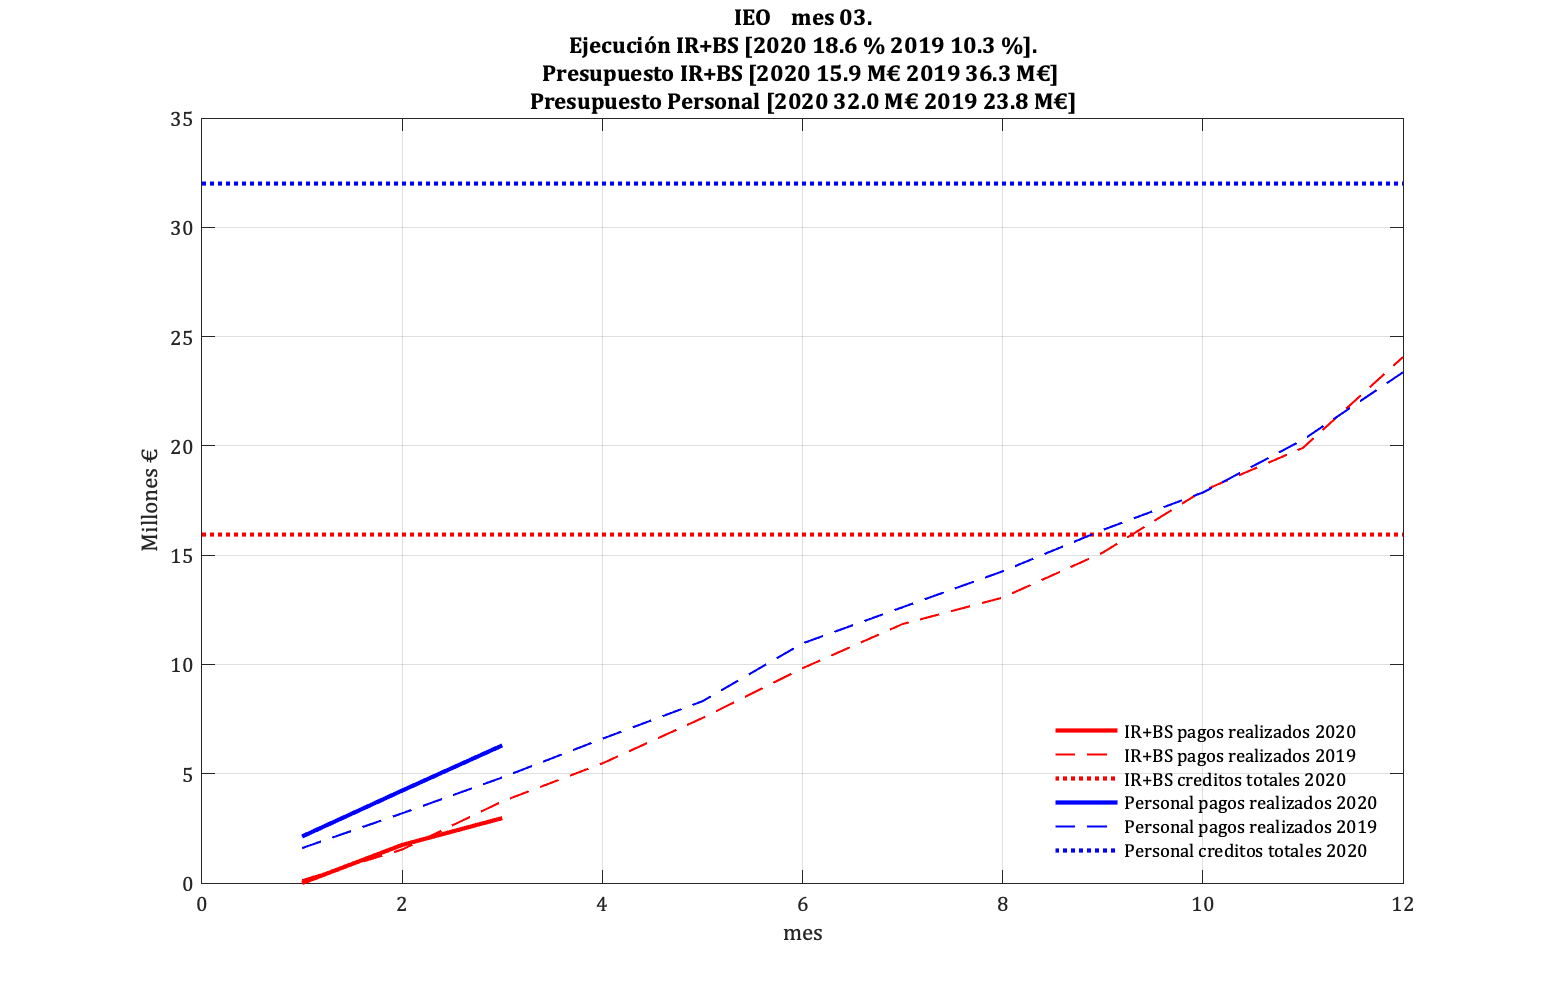 IEO    mes 03.
Ejecución IR+BS [2020 18.6 % 2019 10.3 %].
Presupuesto IR+BS [2020 15.9 M€ 2019 36.3 M€]
Presupuesto Personal [2020 32.0 M€ 2019 23.8 M€]
35
30
25
20
15
10
5
0
Millones €
IR+BS pagos realizados 2020
IR+BS pagos realizados 2019
IR+BS creditos totales 2020
Personal pagos realizados 2020
Personal pagos realizados 2019
Personal creditos totales 2020
0 2 4 6 8 10 12
mes